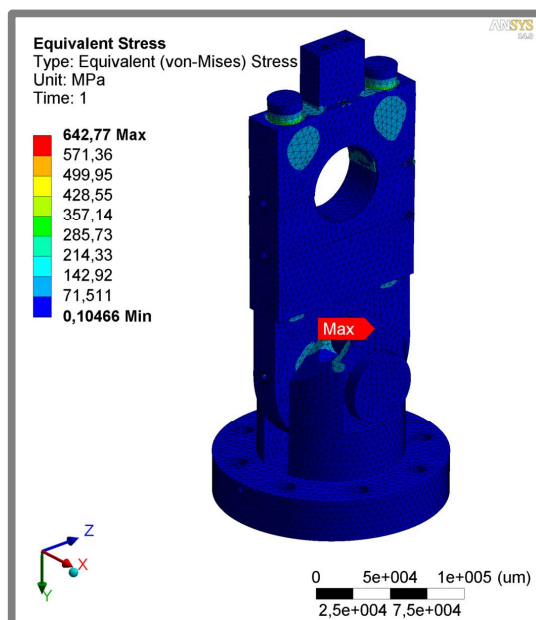 ANSYS
14.0
Equivalent Stress
Type: Equivalent (von-Mises) Stress
Unit: MPa
Time: 1
642,77 Max
571,36
499,95
428,55
357,14
285,73
214,33
142,92
71,511
0,10466 Min
Max
Z
X
Y
0 5e+004 1e+005 (um)
2,5e+004 7,5e+004